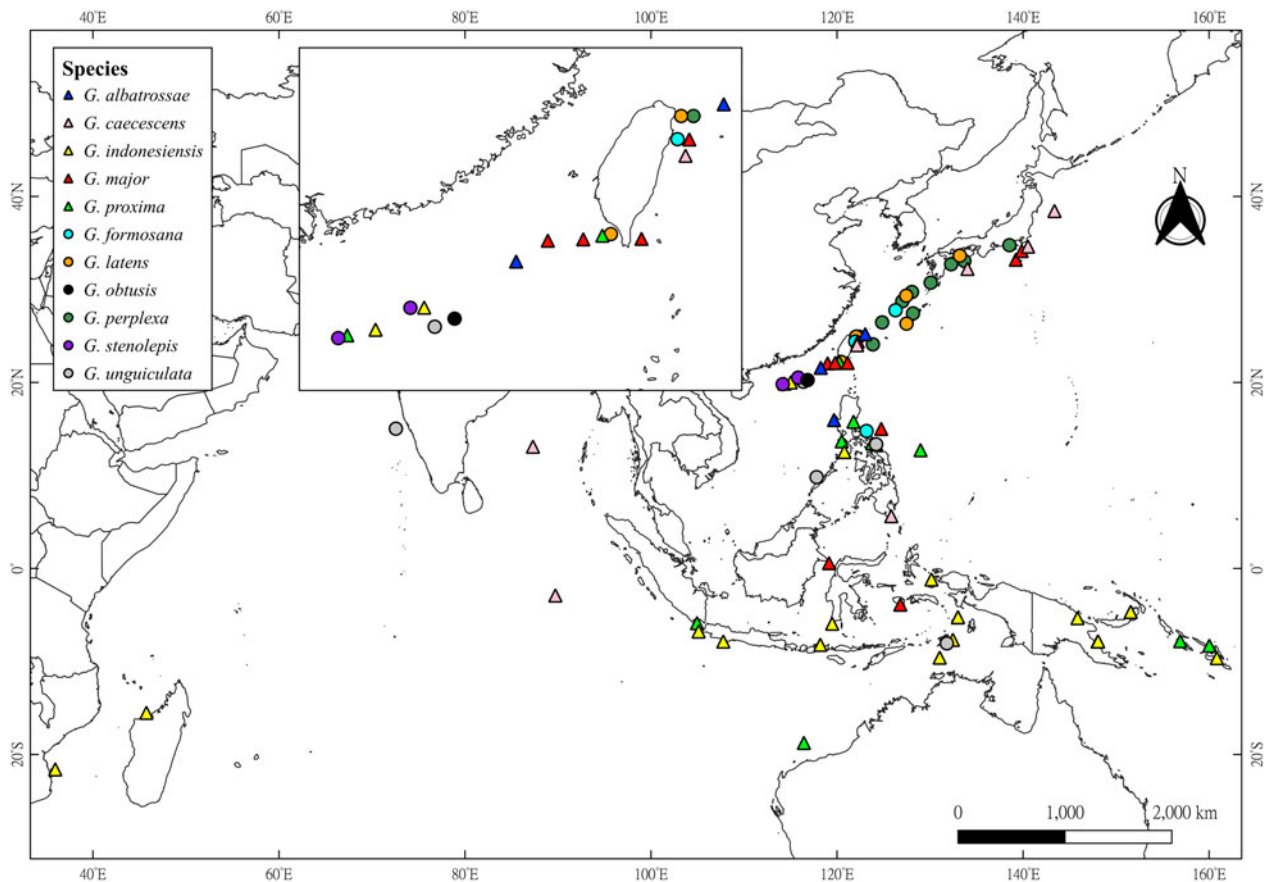 40°E 60°E 80°E 100°E 120°E 140°E 160°E
Species
G. albatrossae
G. caecescens
G. indonesiensis
G. major
G. proxima
G. formosana
G. latens
G. obtusis
G. perplexa
G. stenolepis
G. unguiculata
N
40°N 40°N
20°N 20°N
0° 0°
20°S 20°S
0 1,000 2,000 km
40°E 60°E 80°E 100°E 120°E 140°E 160°E